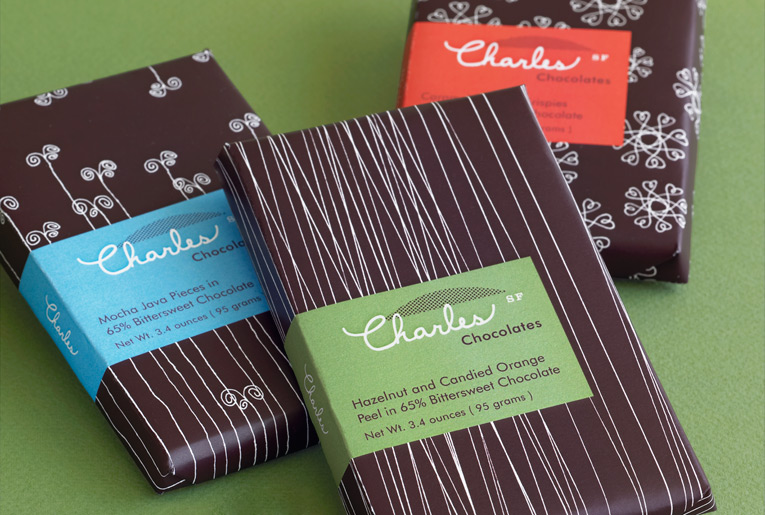 Charles SF
Chocolates
Charles
Mocha Java Pieces in
65% Bittersweet Chocolate
Net Wt. 3.4 ounces ( 95 grams )
Charles
Charles SF
Chocolates
Hazelnut and Candied Orange
Peel in 65% Bittersweet Chocolate
Net Wt. 3.4 ounces ( 95 grams )
Charles